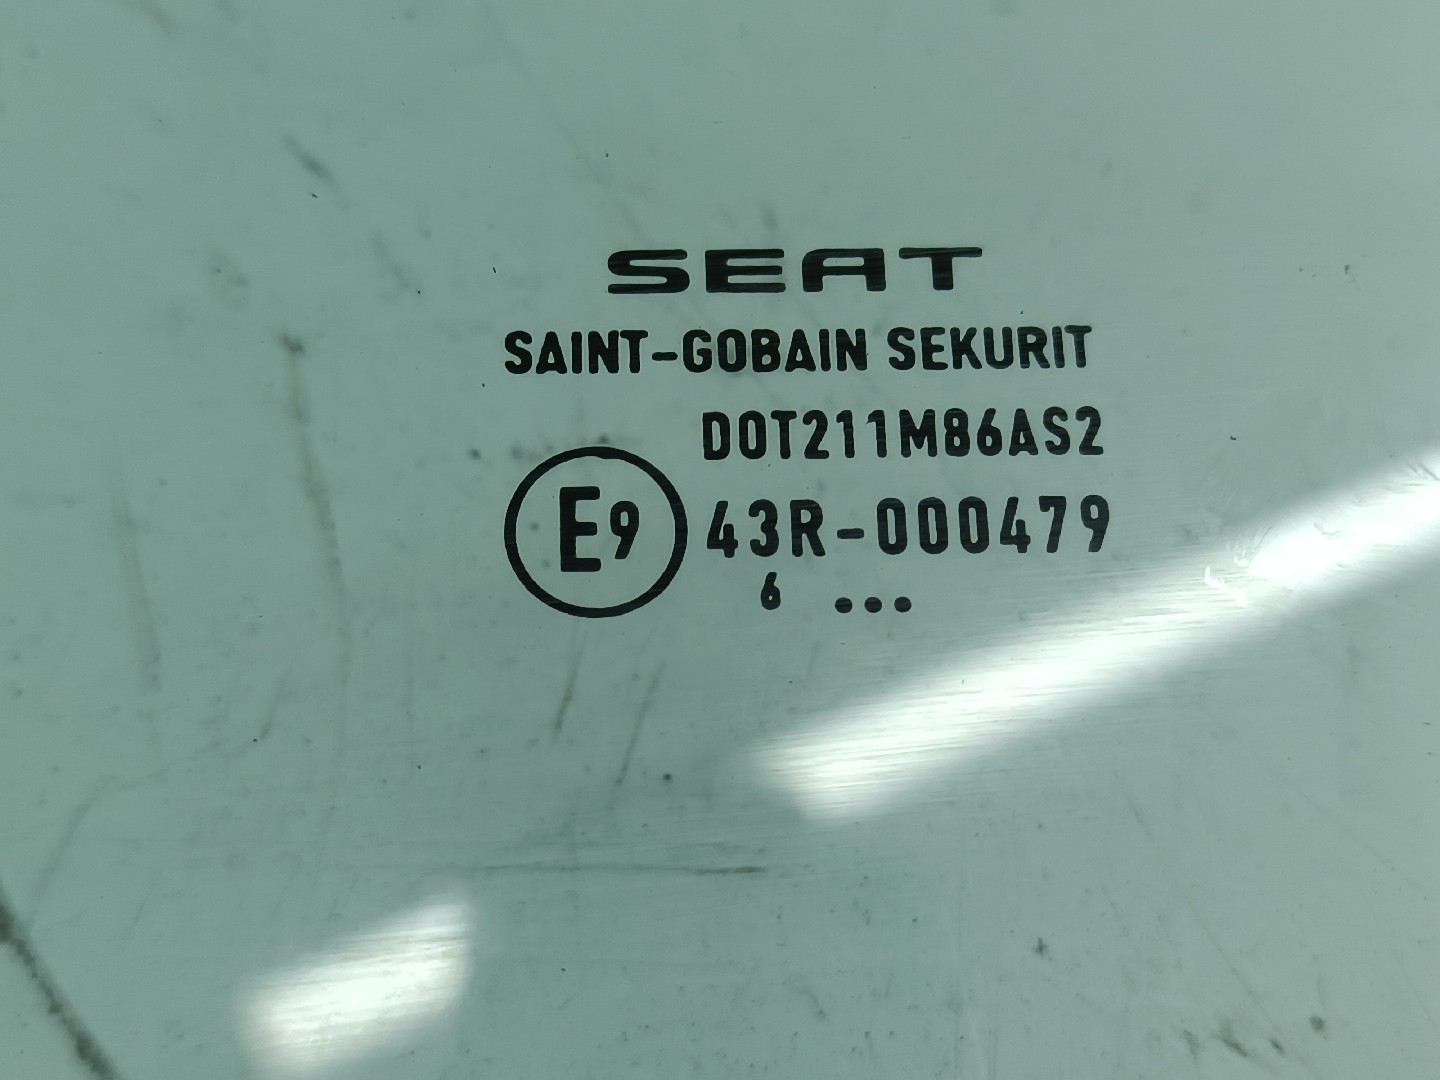 SEAT
SAINT-GOBAIN SEKURIT
DOT211M86AS2
E9 43R-000479
6 •••